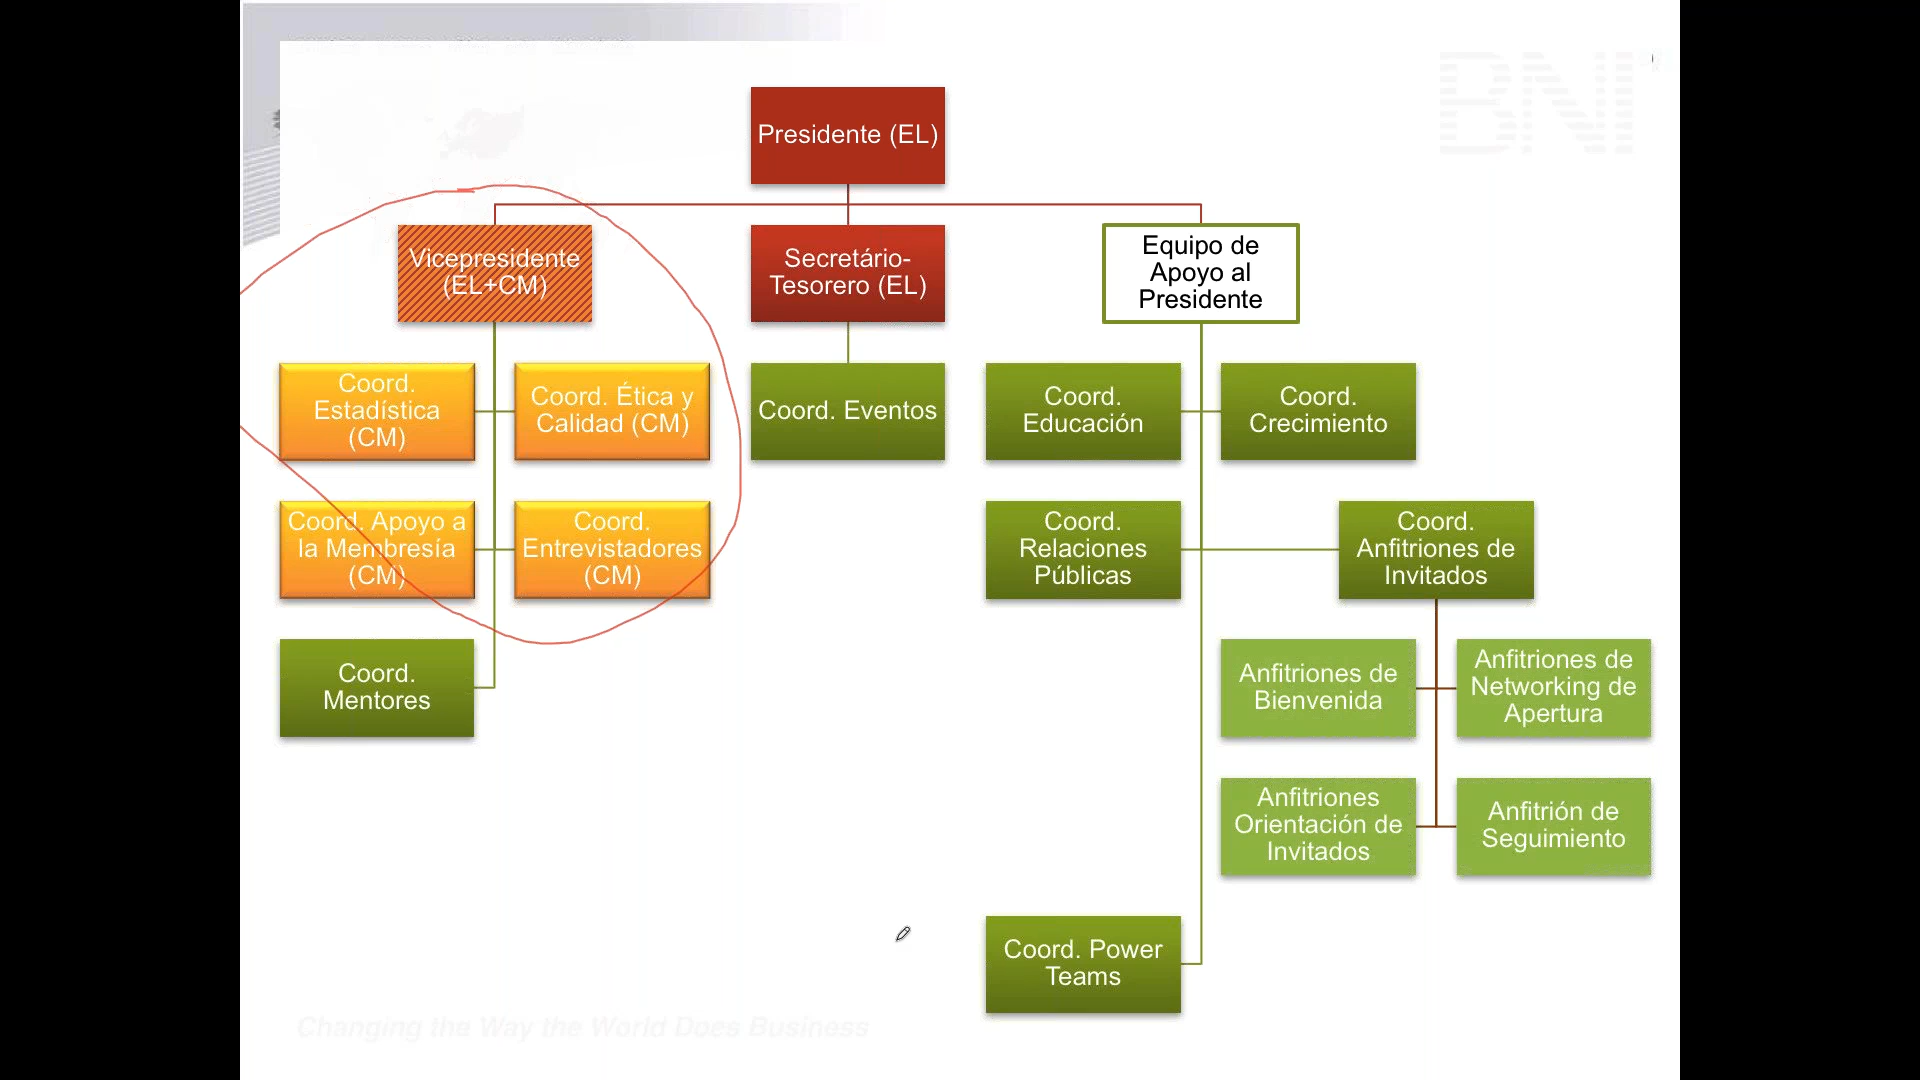 BNI
Presidente (EL)
Vicepresidente
(EL+CM)
Secretário-
Tesorero (EL)
Equipo de
Apoyo al
Presidente
Coord.
Estadística
(CM)
Coord. Ética y
Calidad (CM)
Coord. Eventos
Coord.
Educación
Coord.
Crecimiento
Coord. Apoyo a
la Membresía
(CM)
Coord.
Entrevistadores
(CM)
Coord.
Relaciones
Públicas
Coord.
Anfitriones de
Invitados
Coord.
Mentores
Anfitriones de
Bienvenida
Anfitriones de
Networking de
Apertura
Anfitriones
Orientación de
Invitados
Anfitrión de
Seguimiento
Coord. Power
Teams
Changing the Way the World Does Business